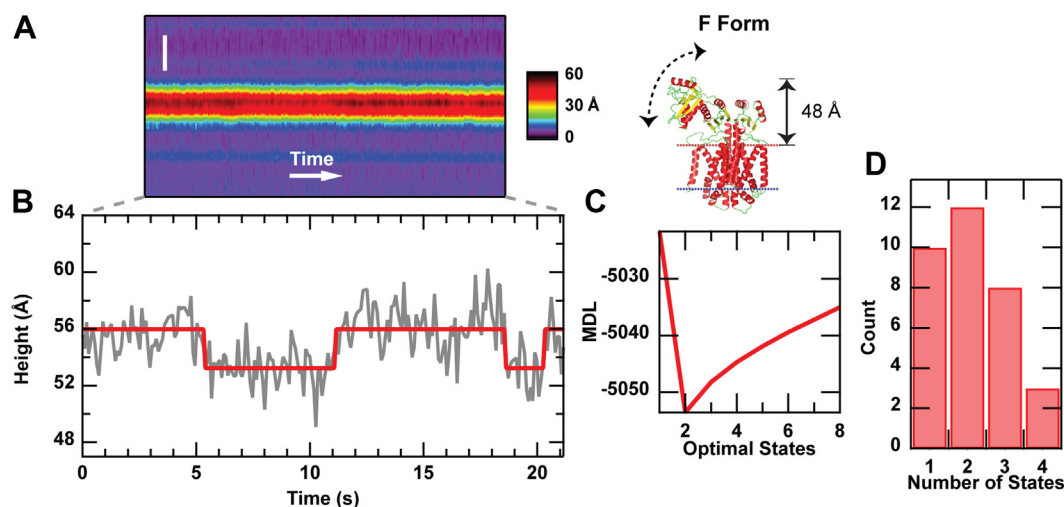 A
60
30 Å
0
Time
F Form
48 Å
B
64
60
56
52
48
Height (Å)
0 5 10 15 20
Time (s)
C
-5030
-5040
-5050
MDL
2 4 6 8
Optimal States
D
12
10
8
6
4
2
0
Count
1 2 3 4
Number of States